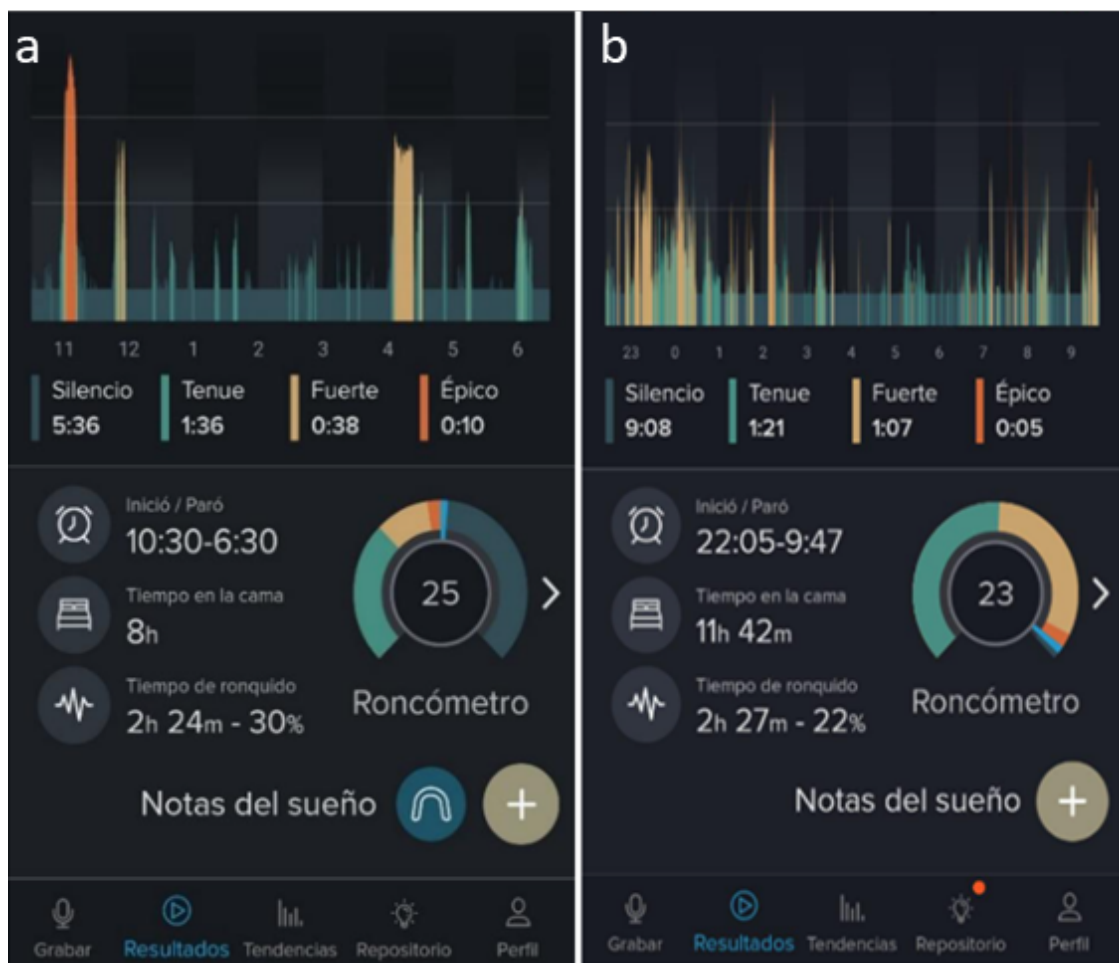 a
11 12 1 2 3 4 5 6
Silencio Tenue Fuerte Épico
5:36 1:36 0:38 0:10
Inició / Paró
10:30-6:30
Tiempo en la cama
8h
Tiempo de ronquido
2h 24m - 30%
25
Roncómetro
Notas del sueño
Grabar Resultados Tendencias Repositorio Perfil
b
23 0 1 2 3 4 5 6 7 8 9
Silencio Tenue Fuerte Épico
9:08 1:21 1:07 0:05
Inició / Paró
22:05-9:47
Tiempo en la cama
11h 42m
Tiempo de ronquido
2h 27m - 22%
23
Roncómetro
Notas del sueño
Grabar Resultados Tendencias Repositorio Perfil